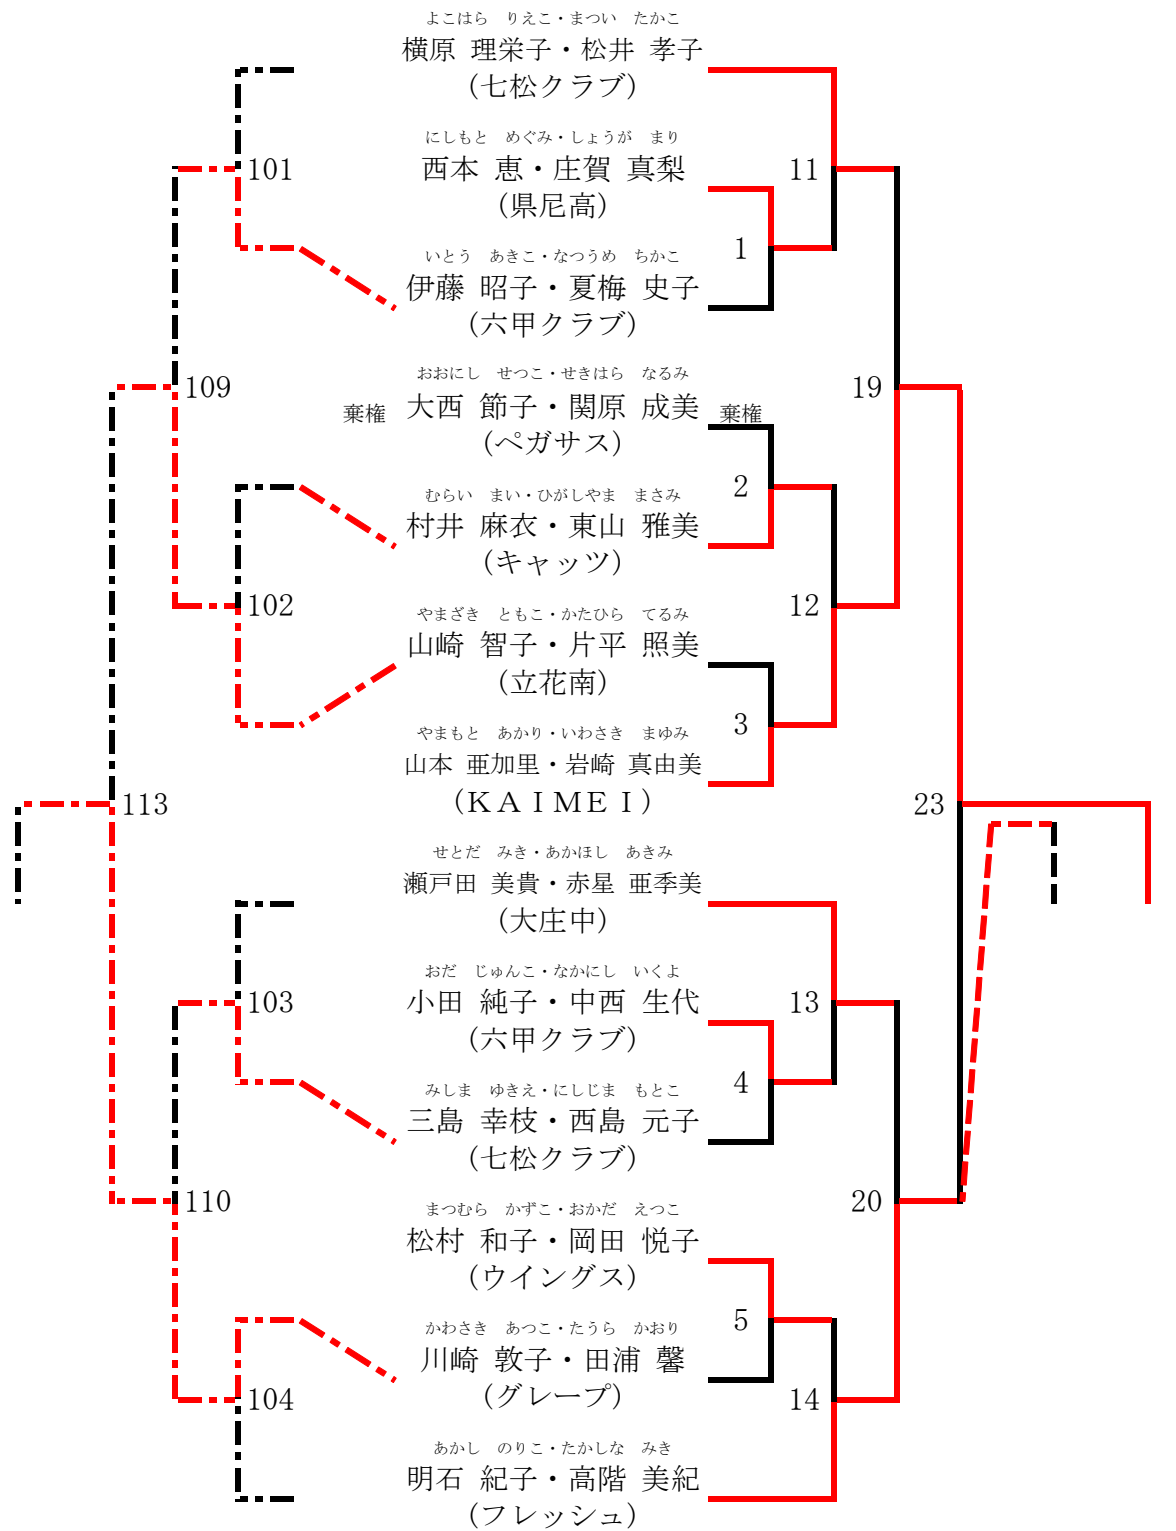 よこはら りえこ・まつい たかこ
横原 理栄子・松井 孝子
(七松クラブ)
にしもと めぐみ・しょうが まり
101 西本 恵・庄賀 真梨 11
(県尼高)
1
いとう あきこ・なつうめ ちかこ
伊藤 昭子・夏梅 史子
(六甲クラブ)
おおにし せつこ・せきはら なるみ
109 19
棄権 大西 節子・関原 成美 棄権
(ペガサス)
2
むらい まい・ひがしやま まさみ
村井 麻衣・東山 雅美
(キャッツ)
102 12
やまざき ともこ・かたひら てるみ
山崎 智子・片平 照美
(立花南)
3
やまもと あかり・いわさき まゆみ
山本 亜加里・岩崎 真由美
(ＫＡＩＭＥＩ)
113 23
せとだ みき・あかほし あきみ
瀬戸田 美貴・赤星 亜季美
(大庄中)
おだ じゅんこ・なかにし いくよ
103 小田 純子・中西 生代 13
(六甲クラブ)
4
みしま ゆきえ・にしじま もとこ
三島 幸枝・西島 元子
(七松クラブ)
110 20
まつむら かずこ・おかだ えつこ
松村 和子・岡田 悦子
(ウイングス)
5
かわさき あつこ・たうら かおり
川崎 敦子・田浦 馨
(グレープ)
104 14
あかし のりこ・たかしな みき
明石 紀子・高階 美紀
(フレッシュ)